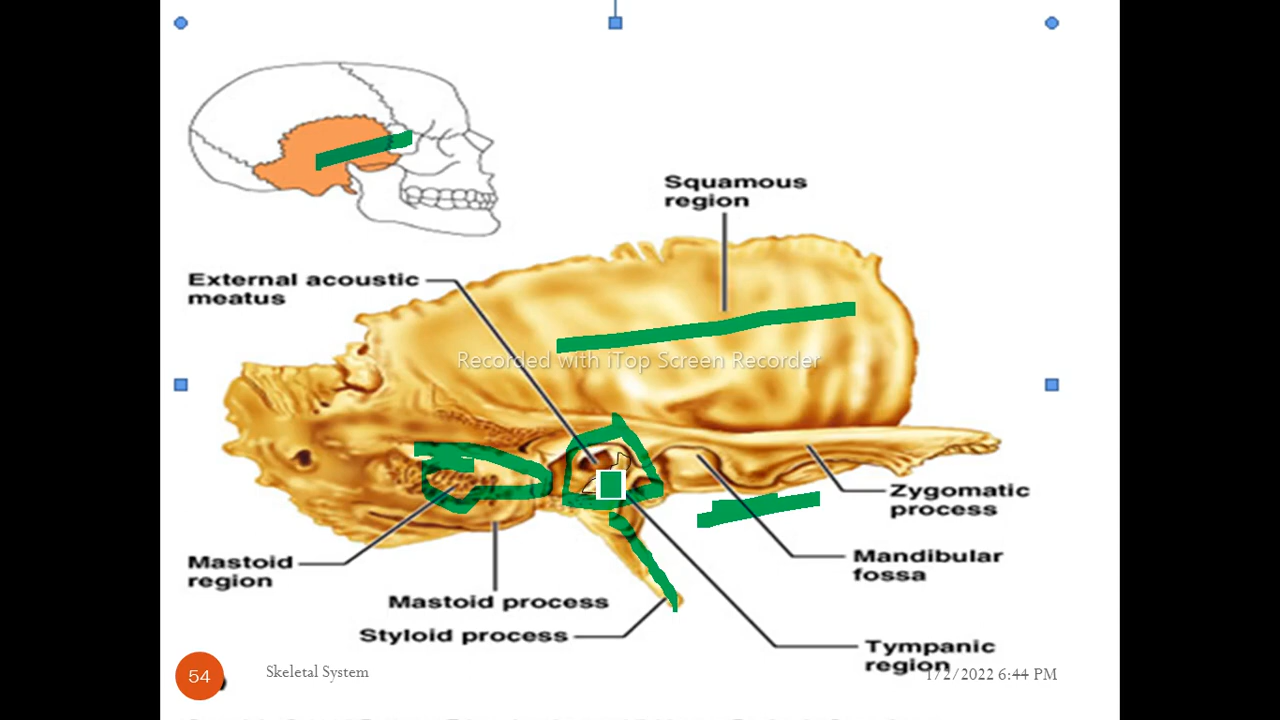 Squamous
region
External acoustic
meatus
Recorded with iTop Screen Recorder
Zygomatic
process
Mandibular
fossa
Mastoid
region
Mastoid process
Styloid process
Tympanic
region
54
Skeletal System
1/2/2022 6:44 PM